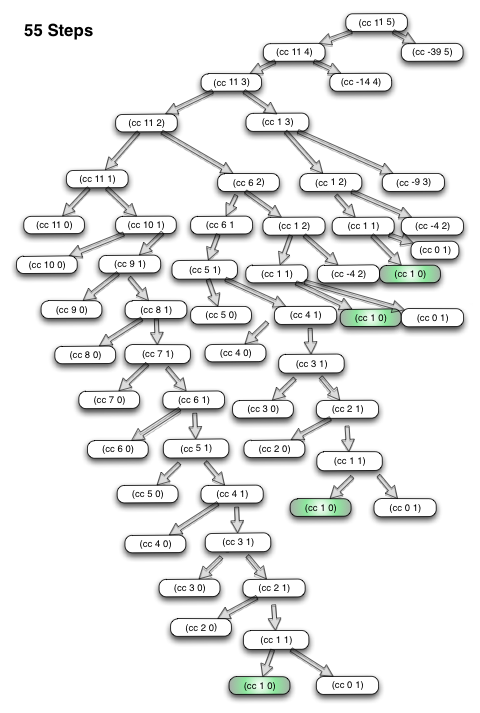 55 Steps
(cc 11 5)
(cc 11 4)
(cc -39 5)
(cc 11 3)
(cc -14 4)
(cc 11 2)
(cc 1 3)
(cc 11 1)
(cc 6 2)
(cc 1 2)
(cc -9 3)
(cc 11 0)
(cc 10 1)
(cc 6 1
(cc 1 2)
(cc 1 1)
(cc -4 2)
(cc 0 1)
(cc 10 0)
(cc 9 1)
(cc 5 1)
(cc 1 1)
(cc -4 2)
(cc 1 0)
(cc 9 0)
(cc 8 1)
(cc 5 0)
(cc 4 1)
(cc 1 0)
(cc 0 1)
(cc 8 0)
(cc 7 1)
(cc 4 0)
(cc 3 1)
(cc 7 0)
(cc 6 1)
(cc 3 0)
(cc 2 1)
(cc 6 0)
(cc 5 1)
(cc 2 0)
(cc 1 1)
(cc 5 0)
(cc 4 1)
(cc 1 0)
(cc 0 1)
(cc 4 0)
(cc 3 1)
(cc 3 0)
(cc 2 1)
(cc 2 0)
(cc 1 1)
(cc 1 0)
(cc 0 1)